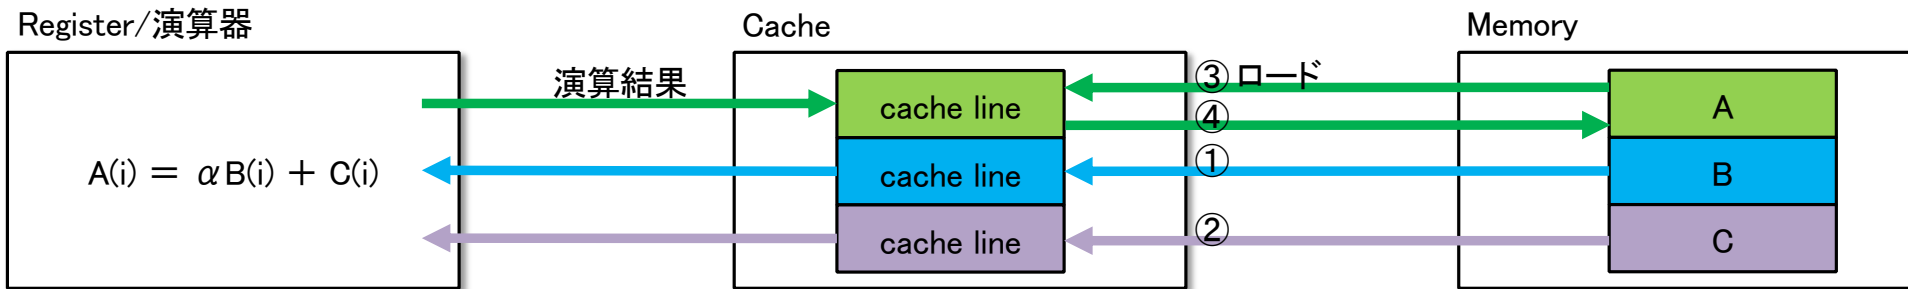 Register/演算器
Cache
Memory
演算結果
③ ロード
cache line
④
A
A(i) = αB(i) + C(i)
cache line
①
B
cache line
②
C